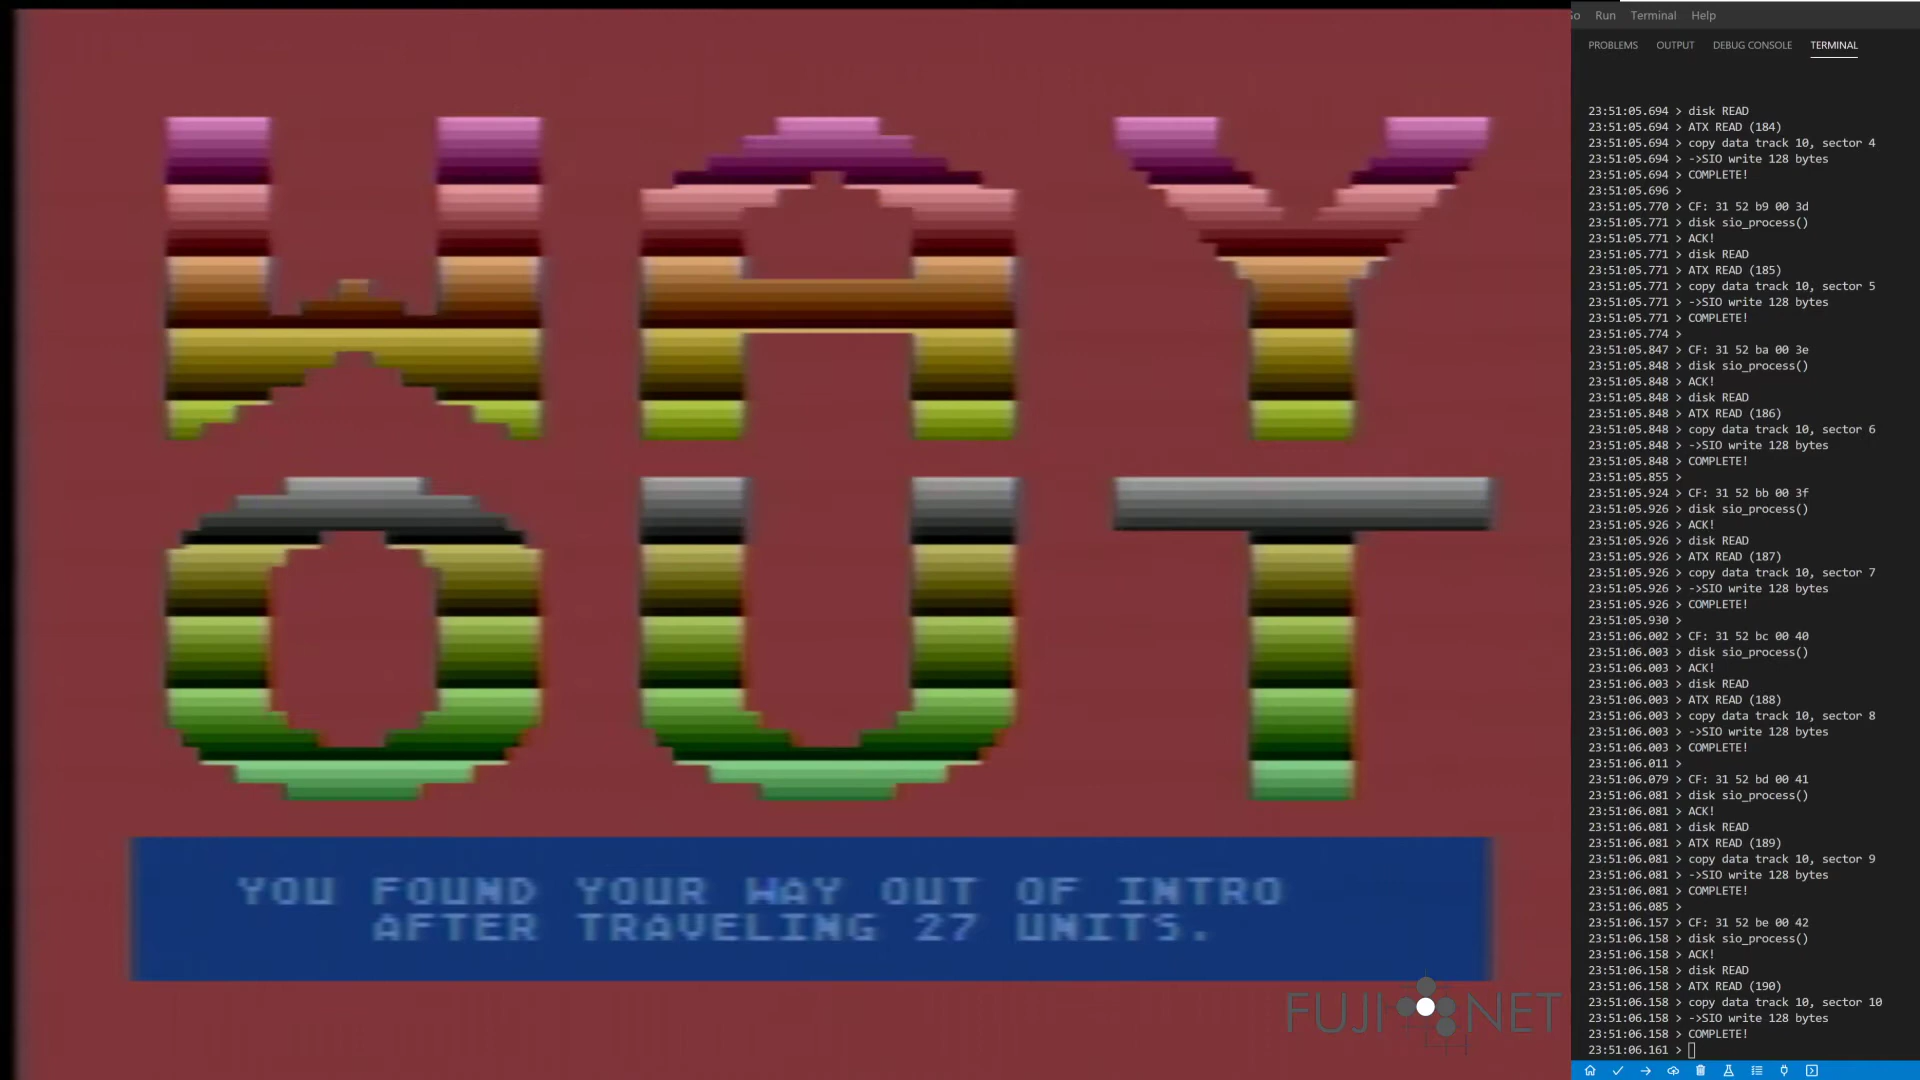 WAY
OUT
YOU FOUND YOUR WAY OUT OF INTRO
AFTER TRAVELING 27 UNITS.
FUJINET
Go Run Terminal Help
PROBLEMS OUTPUT DEBUG CONSOLE TERMINAL
23:51:05.694 > disk READ
23:51:05.694 > ATX READ (184)
23:51:05.694 > copy data track 10, sector 4
23:51:05.694 > ->SIO write 128 bytes
23:51:05.694 > COMPLETE!
23:51:05.696 >
23:51:05.770 > CF: 31 52 b9 00 3d
23:51:05.771 > disk sio_process()
23:51:05.771 > ACK!
23:51:05.771 > disk READ
23:51:05.771 > ATX READ (185)
23:51:05.771 > copy data track 10, sector 5
23:51:05.771 > ->SIO write 128 bytes
23:51:05.771 > COMPLETE!
23:51:05.774 >
23:51:05.847 > CF: 31 52 ba 00 3e
23:51:05.848 > disk sio_process()
23:51:05.848 > ACK!
23:51:05.848 > disk READ
23:51:05.848 > ATX READ (186)
23:51:05.848 > copy data track 10, sector 6
23:51:05.848 > ->SIO write 128 bytes
23:51:05.848 > COMPLETE!
23:51:05.855 >
23:51:05.924 > CF: 31 52 bb 00 3f
23:51:05.926 > disk sio_process()
23:51:05.926 > ACK!
23:51:05.926 > disk READ
23:51:05.926 > ATX READ (187)
23:51:05.926 > copy data track 10, sector 7
23:51:05.926 > ->SIO write 128 bytes
23:51:05.926 > COMPLETE!
23:51:05.930 >
23:51:06.002 > CF: 31 52 bc 00 40
23:51:06.003 > disk sio_process()
23:51:06.003 > ACK!
23:51:06.003 > disk READ
23:51:06.003 > ATX READ (188)
23:51:06.003 > copy data track 10, sector 8
23:51:06.003 > ->SIO write 128 bytes
23:51:06.003 > COMPLETE!
23:51:06.011 >
23:51:06.079 > CF: 31 52 bd 00 41
23:51:06.081 > disk sio_process()
23:51:06.081 > ACK!
23:51:06.081 > disk READ
23:51:06.081 > ATX READ (189)
23:51:06.081 > copy data track 10, sector 9
23:51:06.081 > ->SIO write 128 bytes
23:51:06.081 > COMPLETE!
23:51:06.085 >
23:51:06.157 > CF: 31 52 be 00 42
23:51:06.158 > disk sio_process()
23:51:06.158 > ACK!
23:51:06.158 > disk READ
23:51:06.158 > ATX READ (190)
23:51:06.158 > copy data track 10, sector 10
23:51:06.158 > ->SIO write 128 bytes
23:51:06.158 > COMPLETE!
23:51:06.161 >